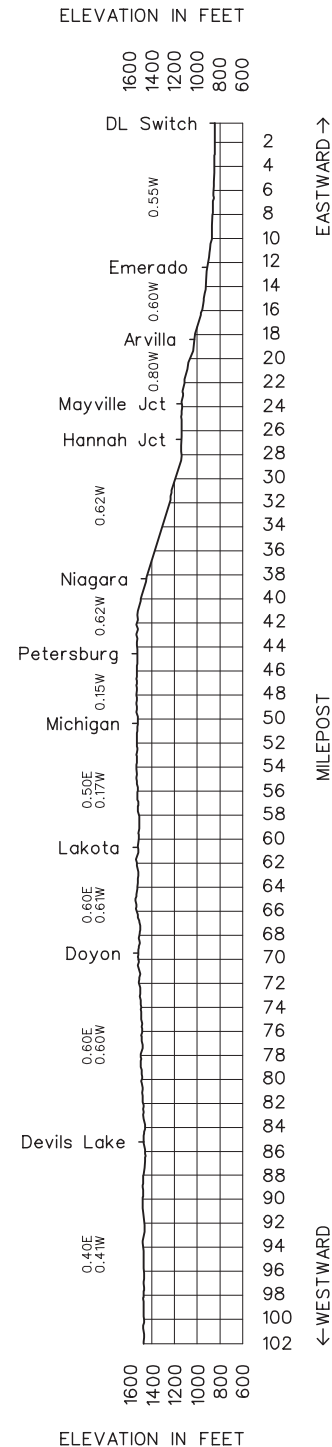 ELEVATION IN FEET
1600
1400
1200
1000
800
600
DL Switch
EASTWARD →
2
4
0.55W
6
8
10
Emerado
12
14
0.60W
16
Arvilla
18
20
0.80W
22
Mayville Jct
24
26
Hannah Jct
28
30
0.62W
32
34
36
Niagara
38
40
0.62W
42
Petersburg
44
46
0.15W
48
Michigan
50
MILEPOST
52
54
0.50E
0.17W
56
58
Lakota
60
62
64
0.60E
0.61W
66
68
Doyon
70
72
74
76
0.60E
0.60W
78
80
82
84
Devils Lake
86
88
90
92
← WESTWARD
0.40E
0.41W
94
96
98
100
102
1600
1400
1200
1000
800
600
ELEVATION IN FEET